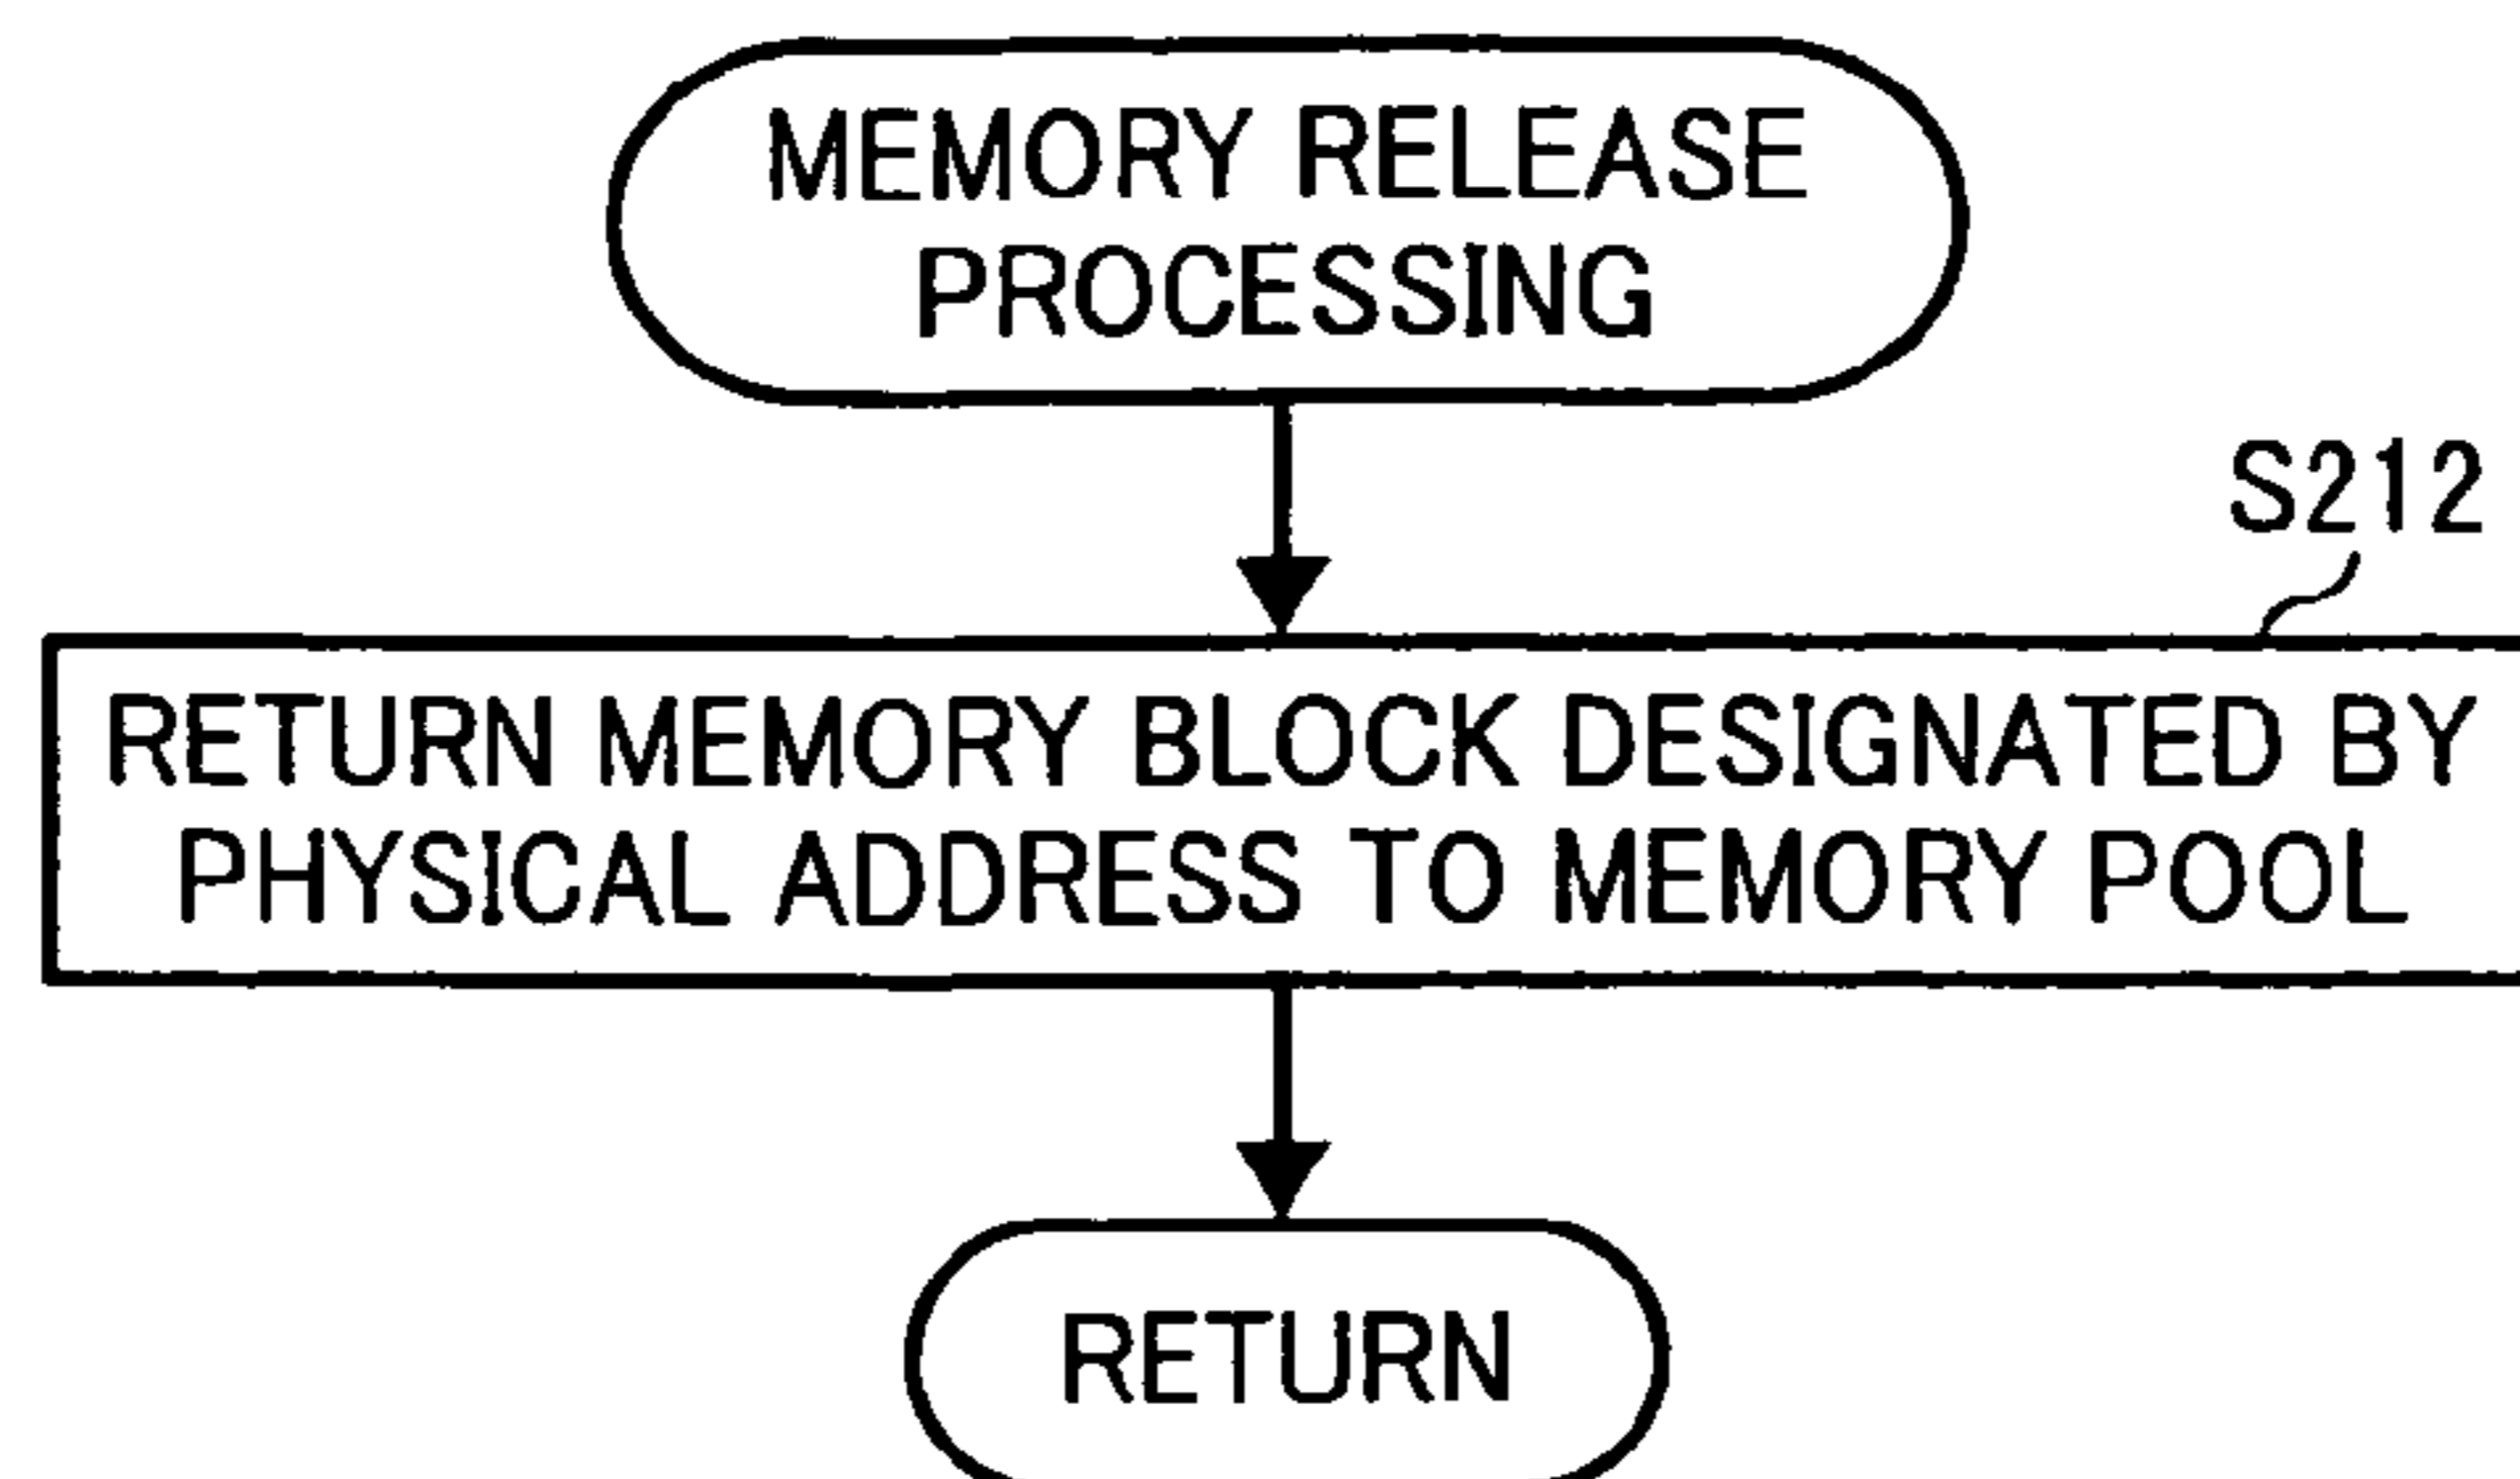 MEMORY RELEASE
PROCESSING
S212
RETURN MEMORY BLOCK DESIGNATED BY
PHYSICAL ADDRESS TO MEMORY POOL
RETURN